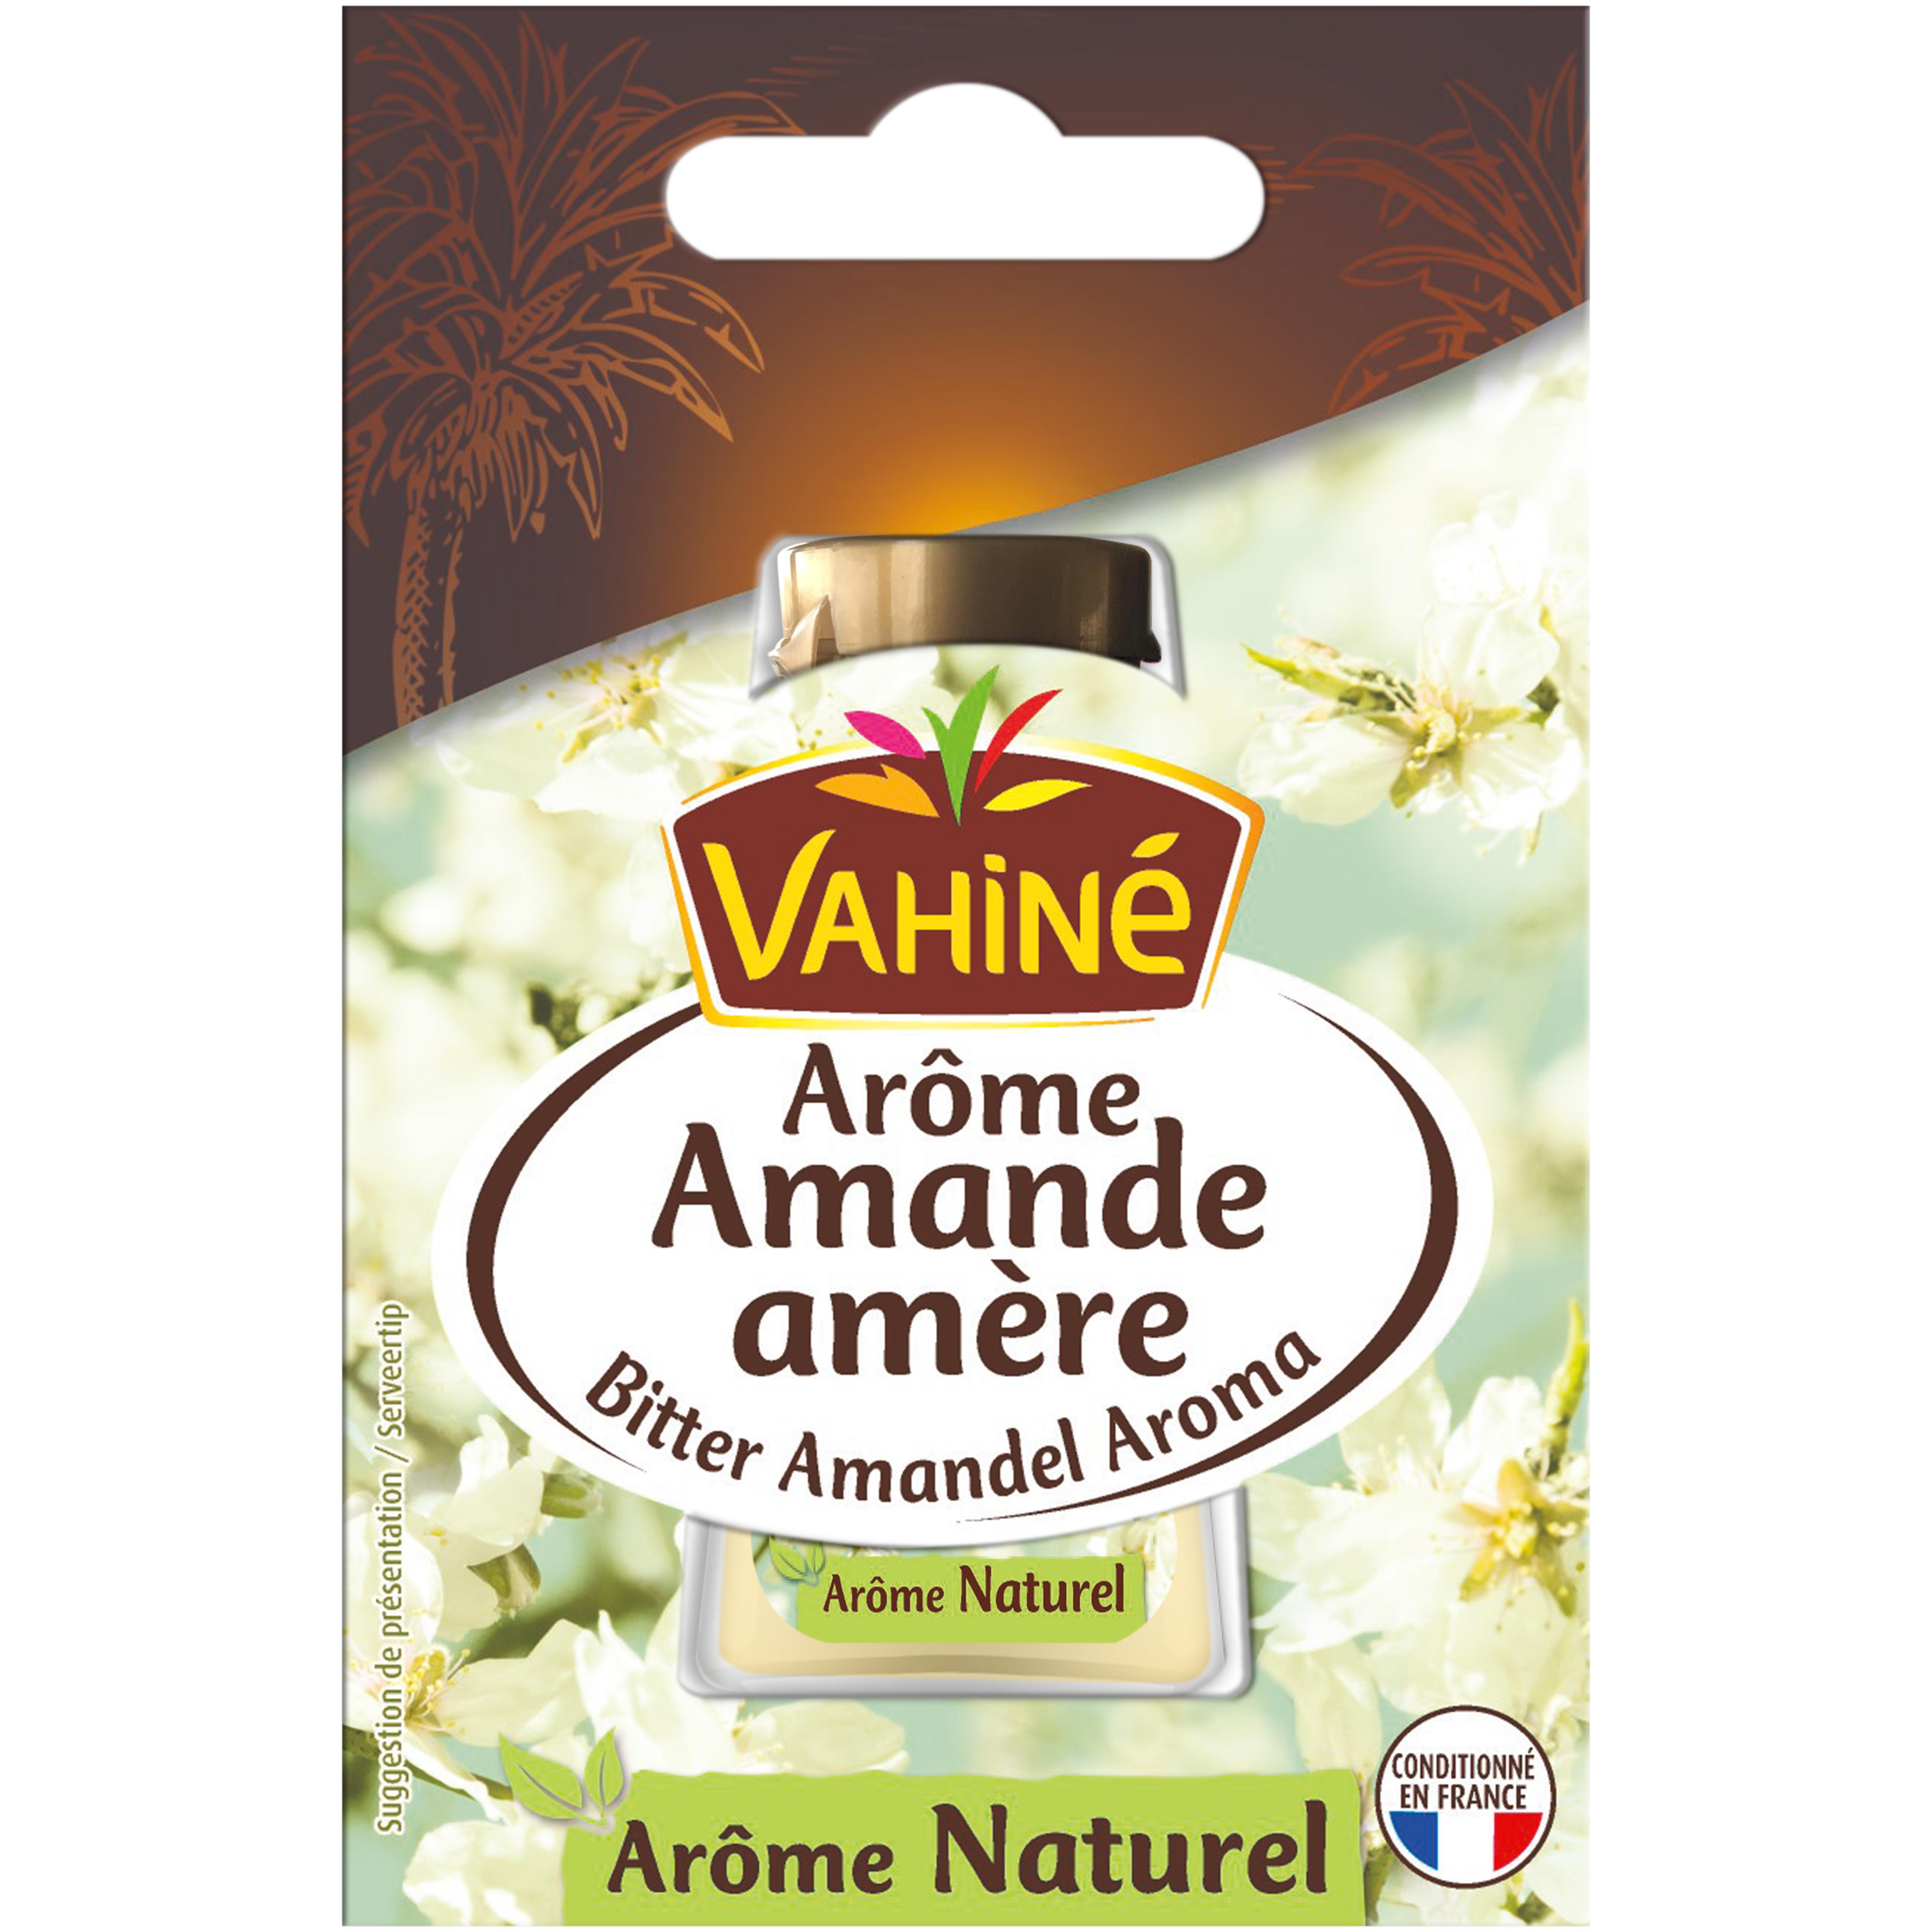 VAHiNé
Arôme
Amande
amère
Bitter Amandel Aroma
Arôme Naturel
Suggestion de présentation / Serveertip
Arôme Naturel
CONDITIONNÉ
EN FRANCE